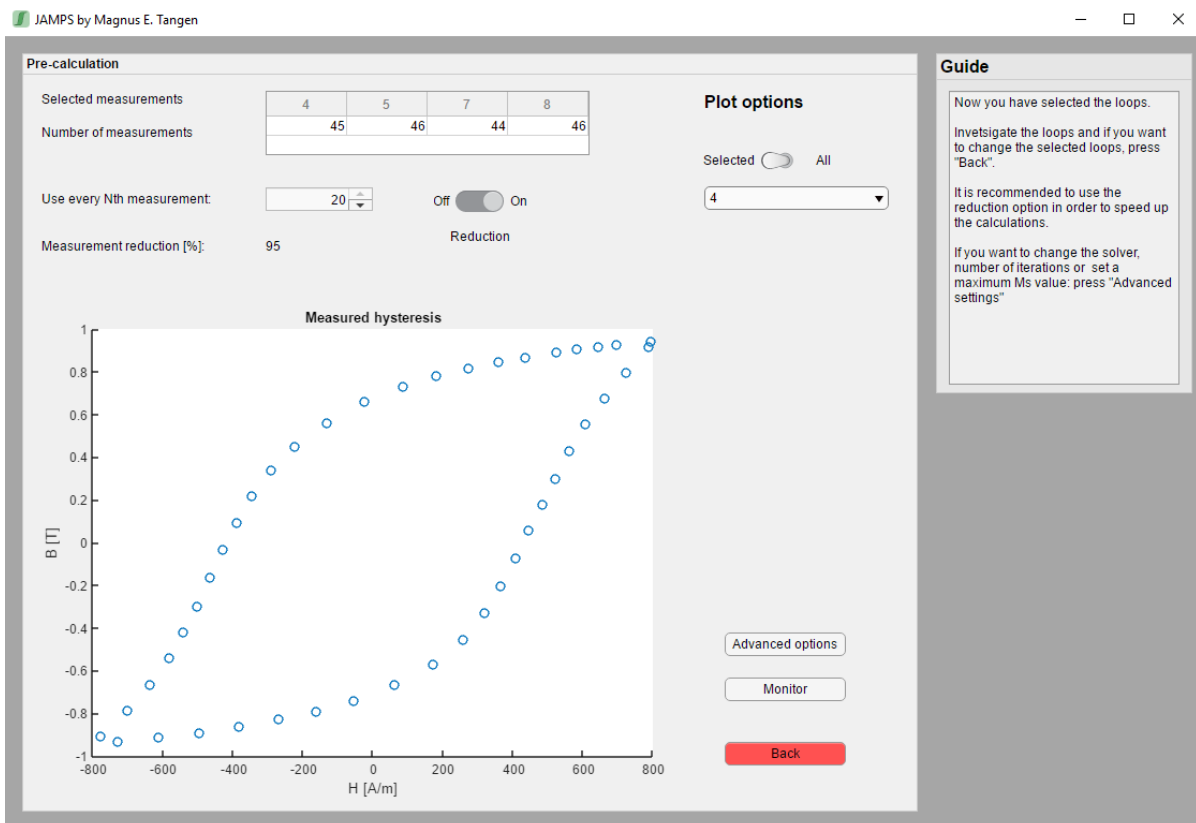 JAMPS by Magnus E. Tangen
Pre-calculation
Selected measurements
4 5 7 8
Number of measurements
45 46 44 46
Use every Nth measurement:
20
Off On
Reduction
Measurement reduction [%]:
95
Plot options
Selected All
4
Measured hysteresis
1
0.8
0.6
0.4
0.2
0
-0.2
-0.4
-0.6
-0.8
-1
B [T]
-800 -600 -400 -200 0 200 400 600 800
H [A/m]
Advanced options
Monitor
Back
Guide
Now you have selected the loops.
Invetsigate the loops and if you want
to change the selected loops, press
"Back".
It is recommended to use the
reduction option in order to speed up
the calculations.
If you want to change the solver,
number of iterations or set a
maximum Ms value: press "Advanced
settings"